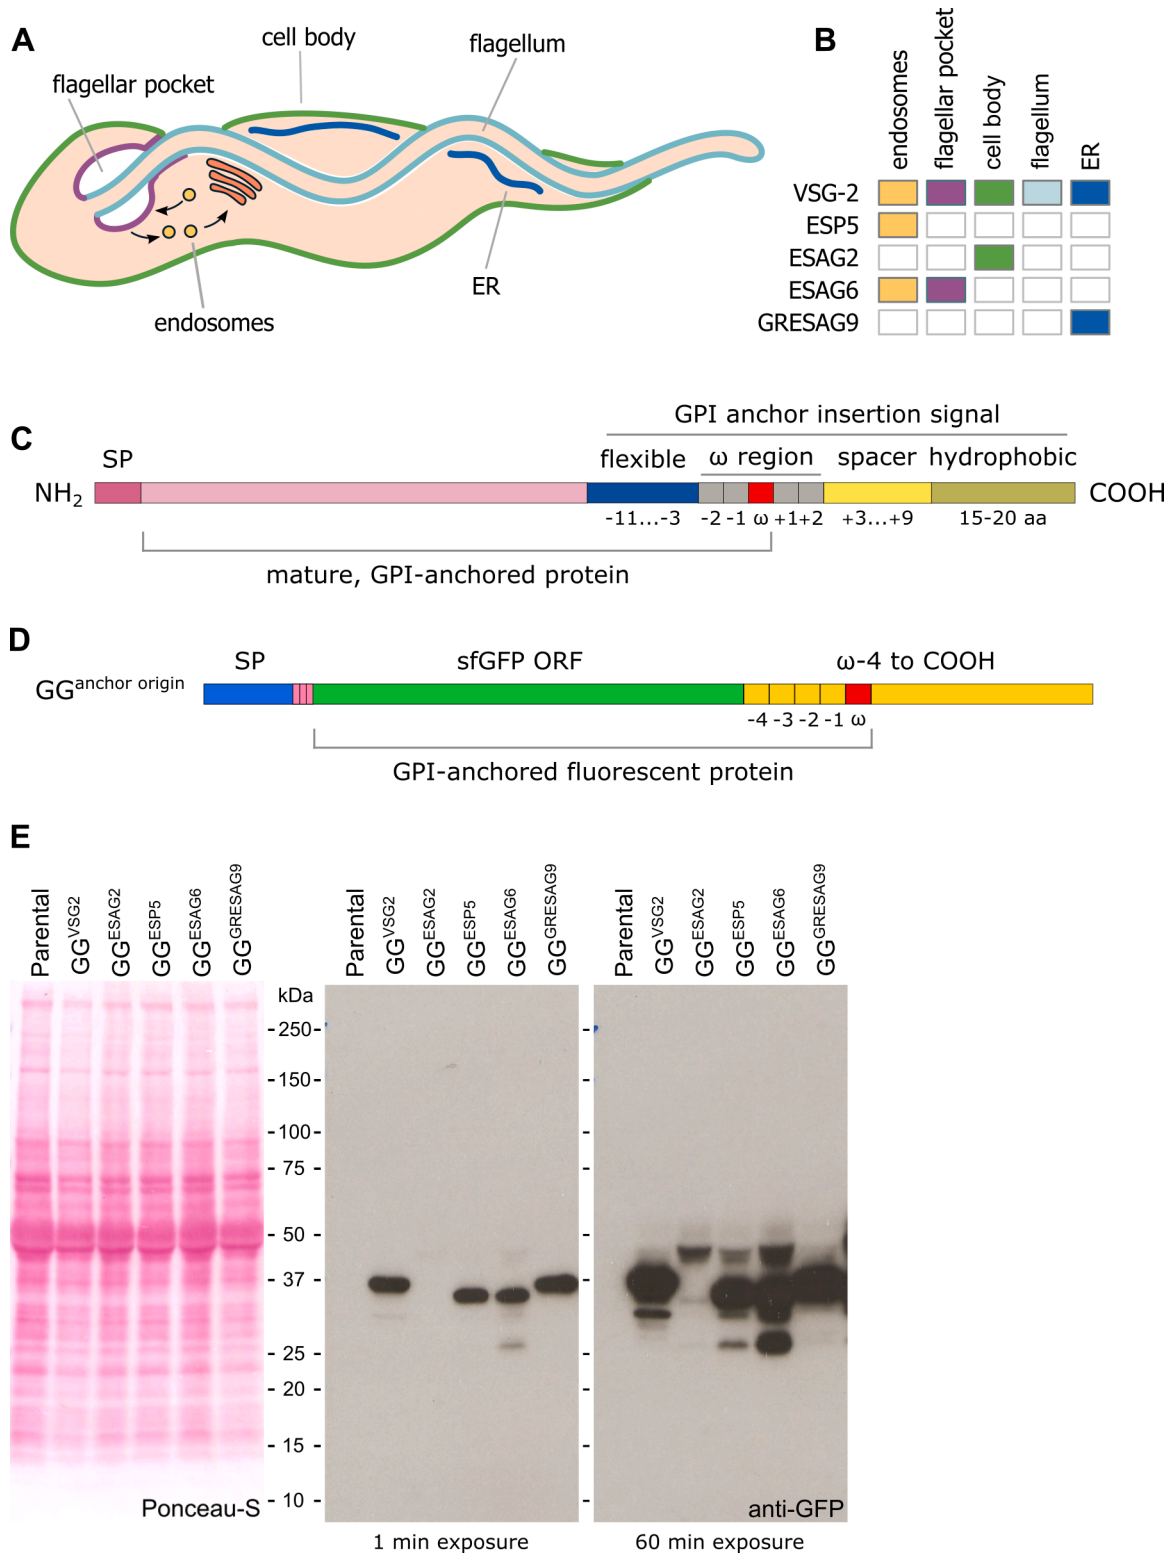 A
cell body
flagellum
flagellar pocket
ER
endosomes
B
endosomes
flagellar pocket
cell body
flagellum
ER
VSG-2
ESP5
ESAG2
ESAG6
GRESAG9
C
GPI anchor insertion signal
SP
flexible
ω region
spacer
hydrophobic
NH2
COOH
-11...-3
-2 -1 ω +1+2
+3...+9
15-20 aa
mature, GPI-anchored protein
D
SP
sfGFP ORF
ω-4 to COOH
GGanchor origin
-4 -3 -2 -1 ω
GPI-anchored fluorescent protein
E
Parental
GGVSG2
GGESAG2
GGESP5
GGESAG6
GGGRESAG9
Parental
GGVSG2
GGESAG2
GGESP5
GGESAG6
GGGRESAG9
Parental
GGVSG2
GGESAG2
GGESP5
GGESAG6
GGGRESAG9
kDa
- 250 -
- 150 -
- 100 -
- 75 -
- 50 -
- 37 -
- 25 -
- 20 -
- 15 -
- 10 -
Ponceau-S
anti-GFP
1 min exposure
60 min exposure